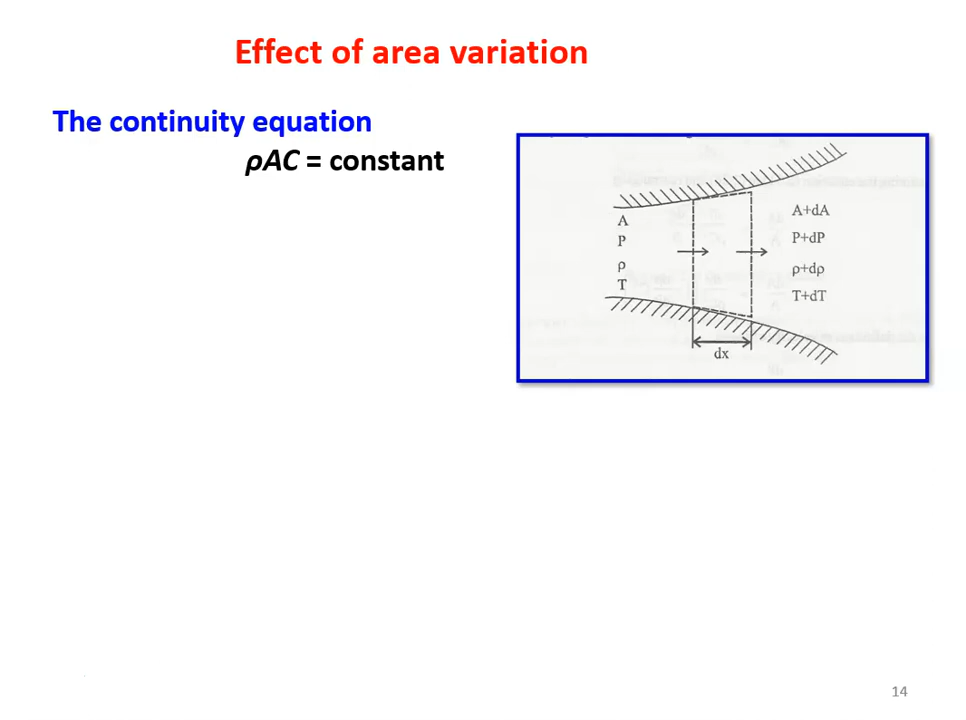 Effect of area variation
The continuity equation
ρAC = constant
A
P
ρ
T
A+dA
P+dP
ρ+dρ
T+dT
dx
14